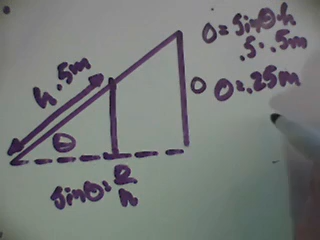 O = sinθ·h
.5 · .5m
h .5m
O
O = .25m
θ
sinθ = O/h